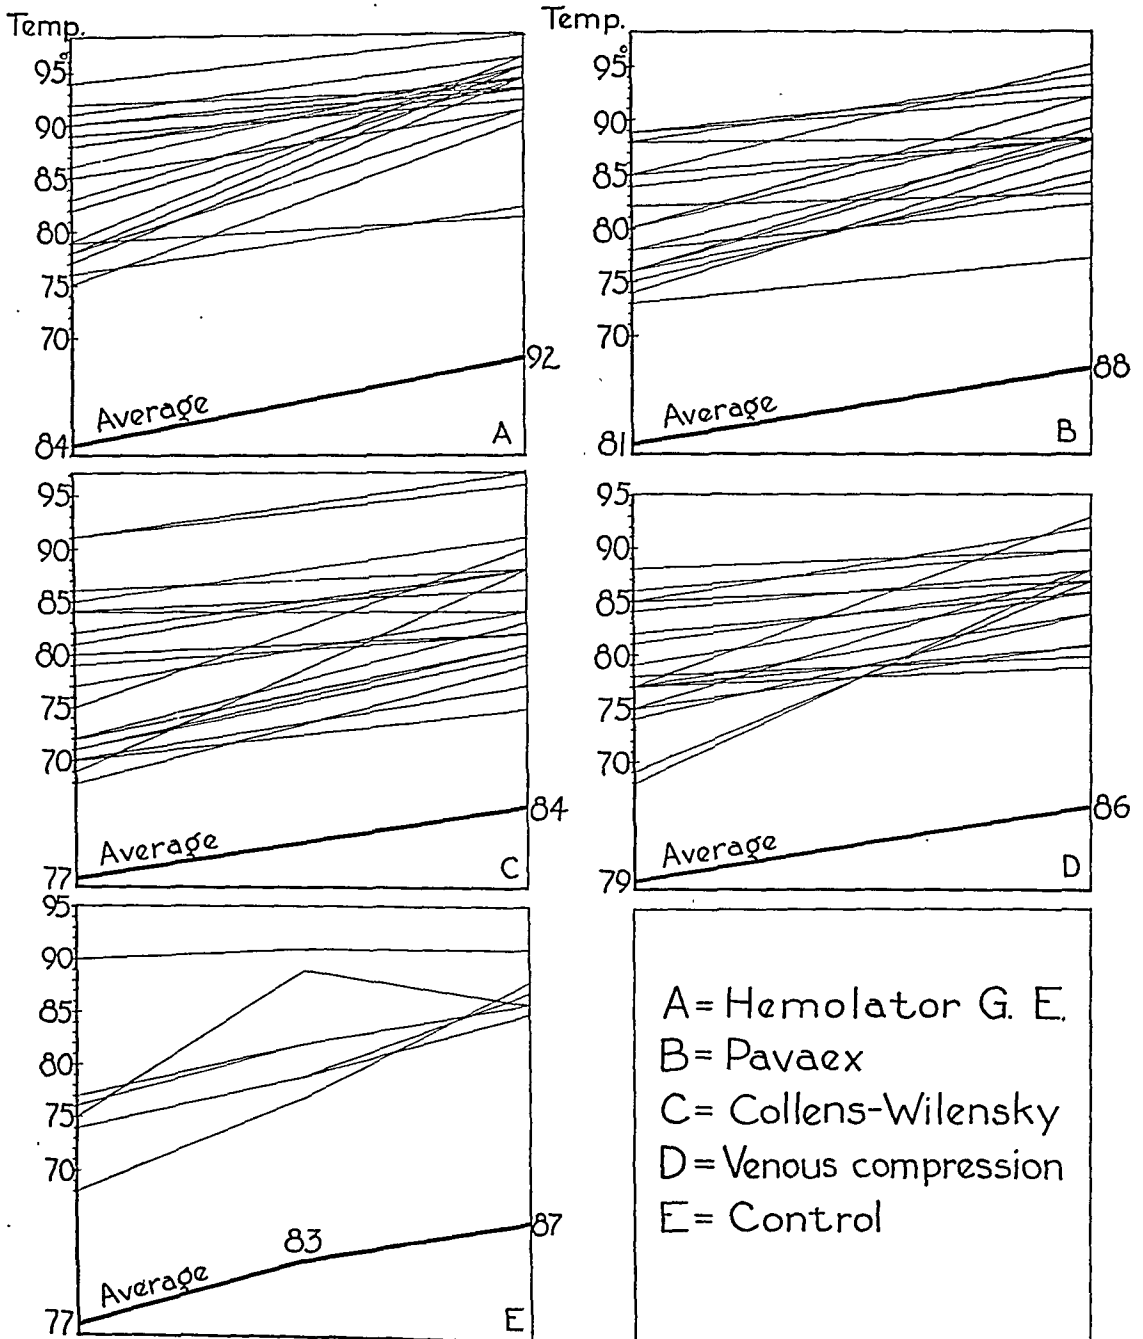 Temp.
95°
90
85
80
75
70
Average
84
92
A
Temp.
95°
90
85
80
75
70
Average
81
88
B
95
90
85
80
75
70
Average
77
84
C
95
90
85
80
75
70
Average
79
86
D
95
90
85
80
75
70
83
Average
77
87
E
A = Hemolator G. E.
B = Pavaex
C = Collens-Wilensky
D = Venous compression
E = Control